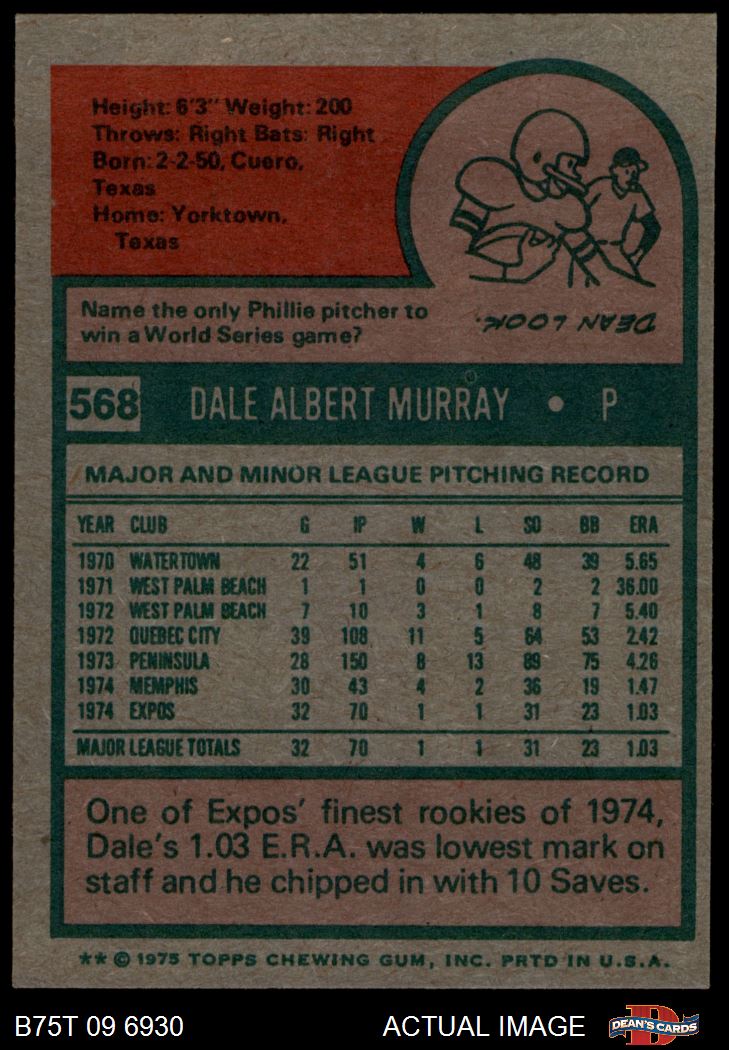 Height: 6'3" Weight: 200
Throws: Right Bats: Right
Born: 2-2-50, Cuero,
Texas
Home: Yorktown,
Texas
Name the only Phillie pitcher to
win a World Series game?
DEAN LOOK.
568 DALE ALBERT MURRAY • P
MAJOR AND MINOR LEAGUE PITCHING RECORD
YEAR CLUB G IP W L SO BB ERA
1970 WATERTOWN 22 51 4 6 48 39 5.65
1971 WEST PALM BEACH 1 1 0 0 2 2 36.00
1972 WEST PALM BEACH 7 10 3 1 8 7 5.40
1972 QUEBEC CITY 39 108 11 5 64 53 2.42
1973 PENINSULA 28 150 8 13 89 75 4.26
1974 MEMPHIS 30 43 4 2 36 19 1.47
1974 EXPOS 32 70 1 1 31 23 1.03
MAJOR LEAGUE TOTALS 32 70 1 1 31 23 1.03
One of Expos' finest rookies of 1974,
Dale's 1.03 E.R.A. was lowest mark on
staff and he chipped in with 10 Saves.
** © 1975 TOPPS CHEWING GUM, INC. PRTD IN U.S.A.
B75T 09 6930 ACTUAL IMAGE D DEAN'S CARDS